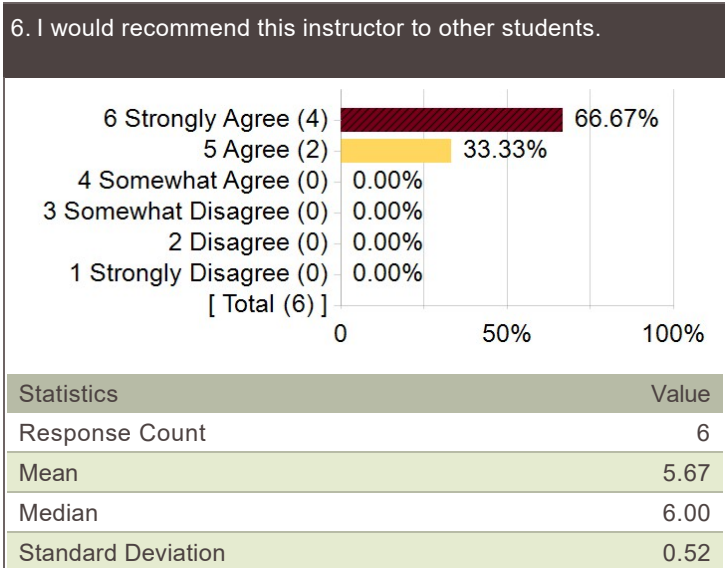 6. I would recommend this instructor to other students.
6 Strongly Agree (4) 66.67%
5 Agree (2) 33.33%
4 Somewhat Agree (0) 0.00%
3 Somewhat Disagree (0) 0.00%
2 Disagree (0) 0.00%
1 Strongly Disagree (0) 0.00%
[ Total (6) ]
0 50% 100%
Statistics Value
Response Count 6
Mean 5.67
Median 6.00
Standard Deviation 0.52